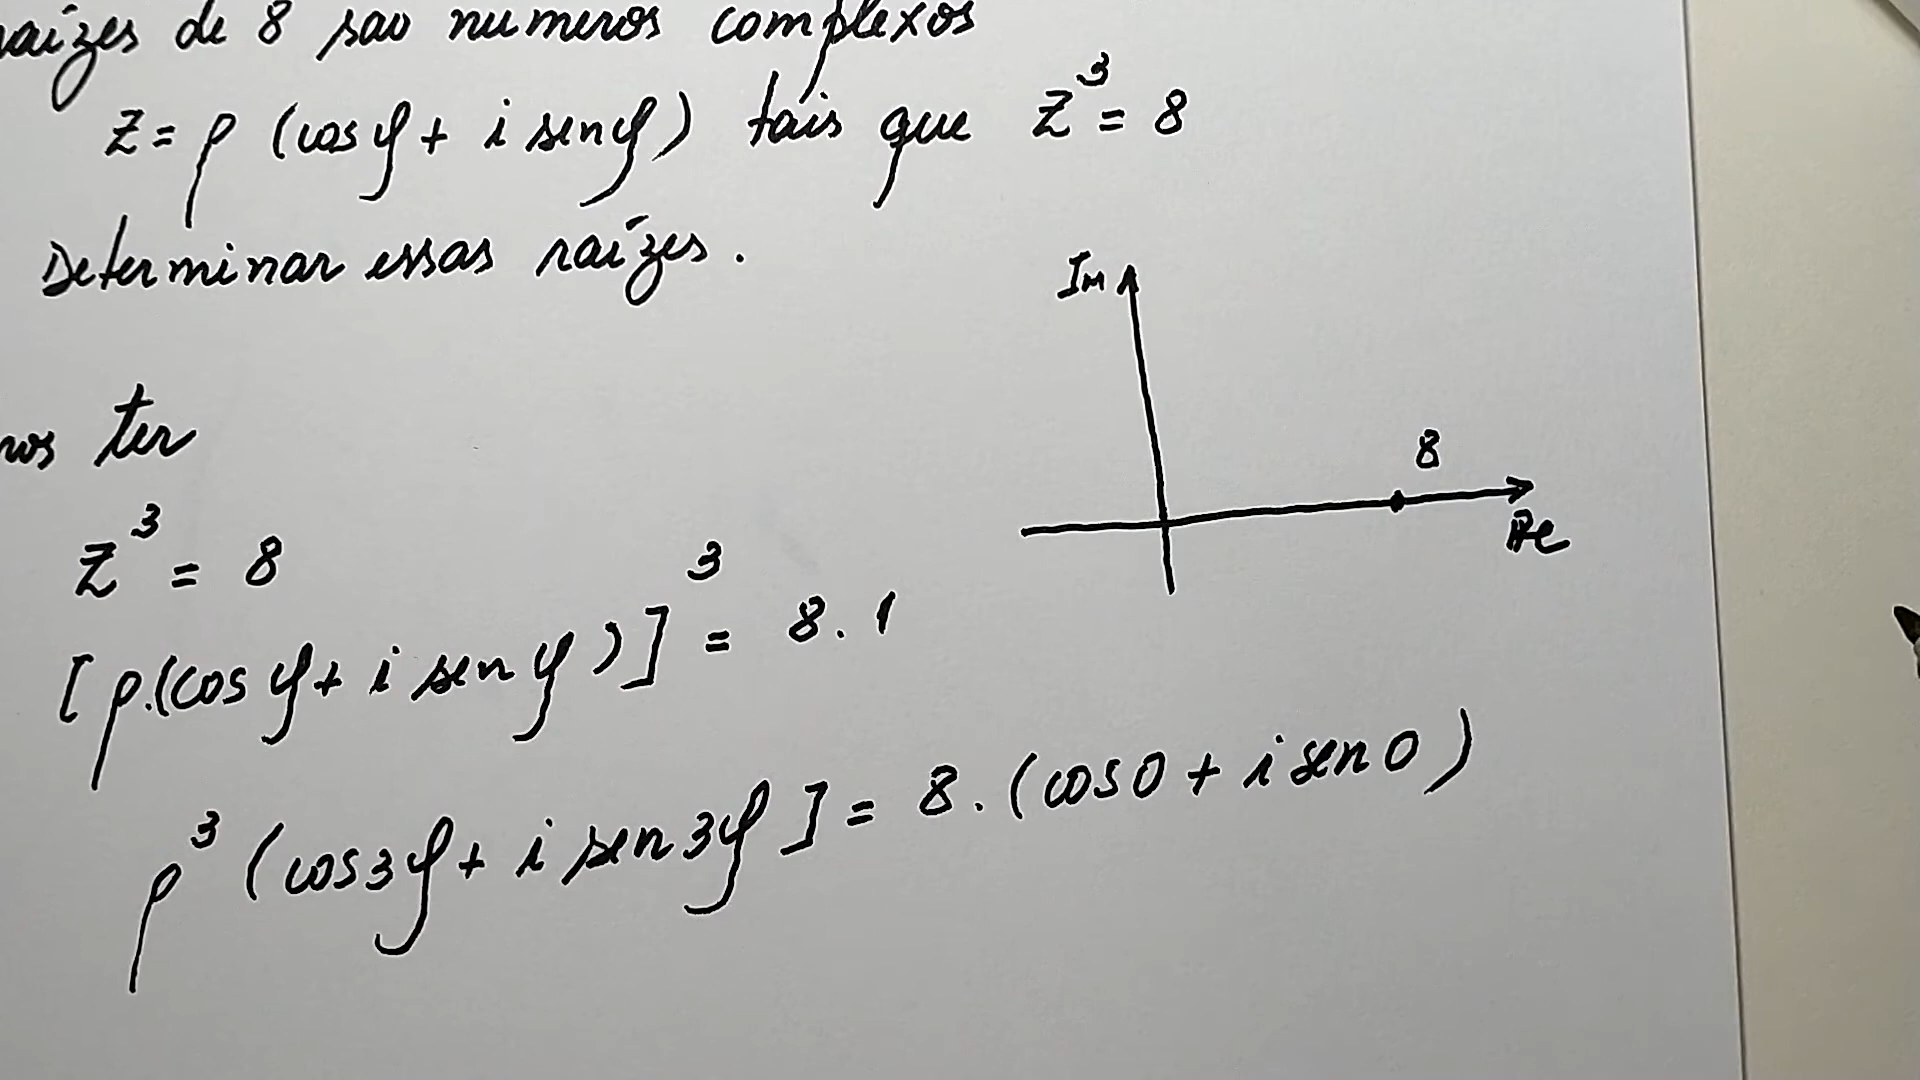 raízes de 8 são números complexos
z = ρ (cos φ + i sen φ) tais que z³ = 8
Determinar essas raízes.
Im
8
Re
ter
z³ = 8
[ρ.(cos φ + i sen φ)]³ = 8 . 1
ρ³ (cos 3φ + i sen 3φ] = 8 . (cos 0 + i sen 0)